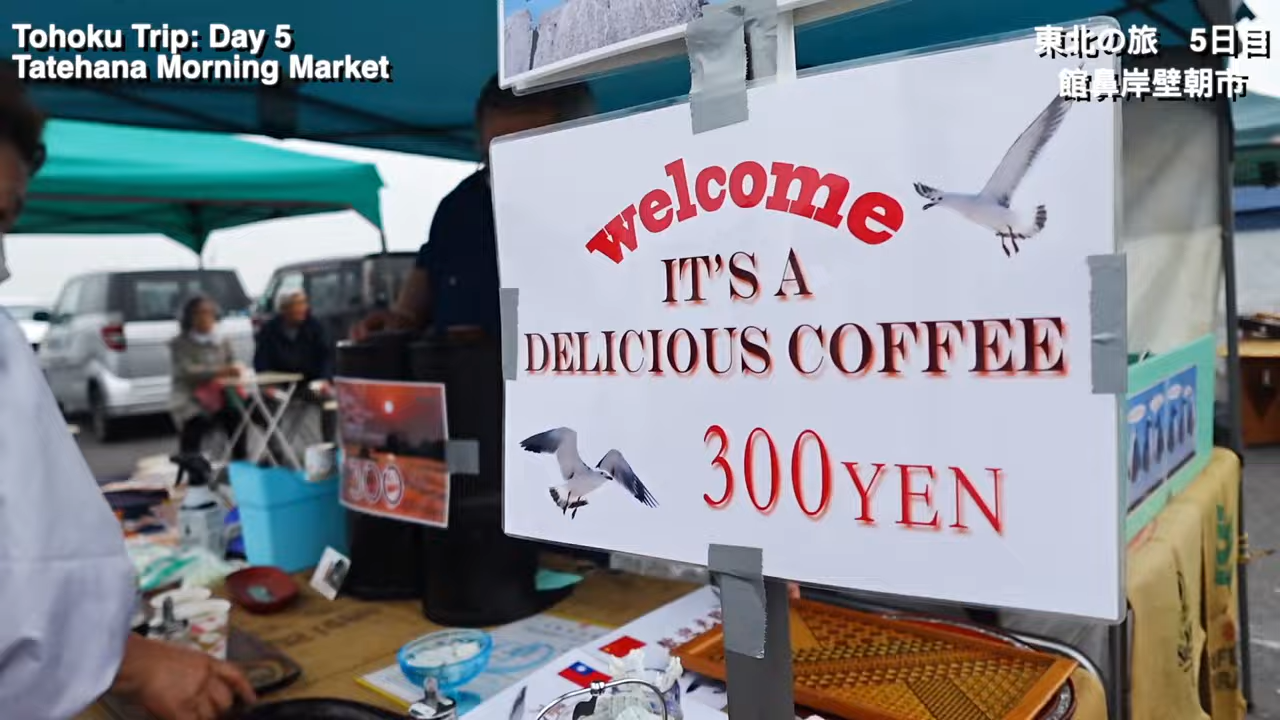 Tohoku Trip: Day 5
Tatehana Morning Market
東北の旅 5日目
館鼻岸壁朝市
welcome
IT'S A
DELICIOUS COFFEE
300YEN